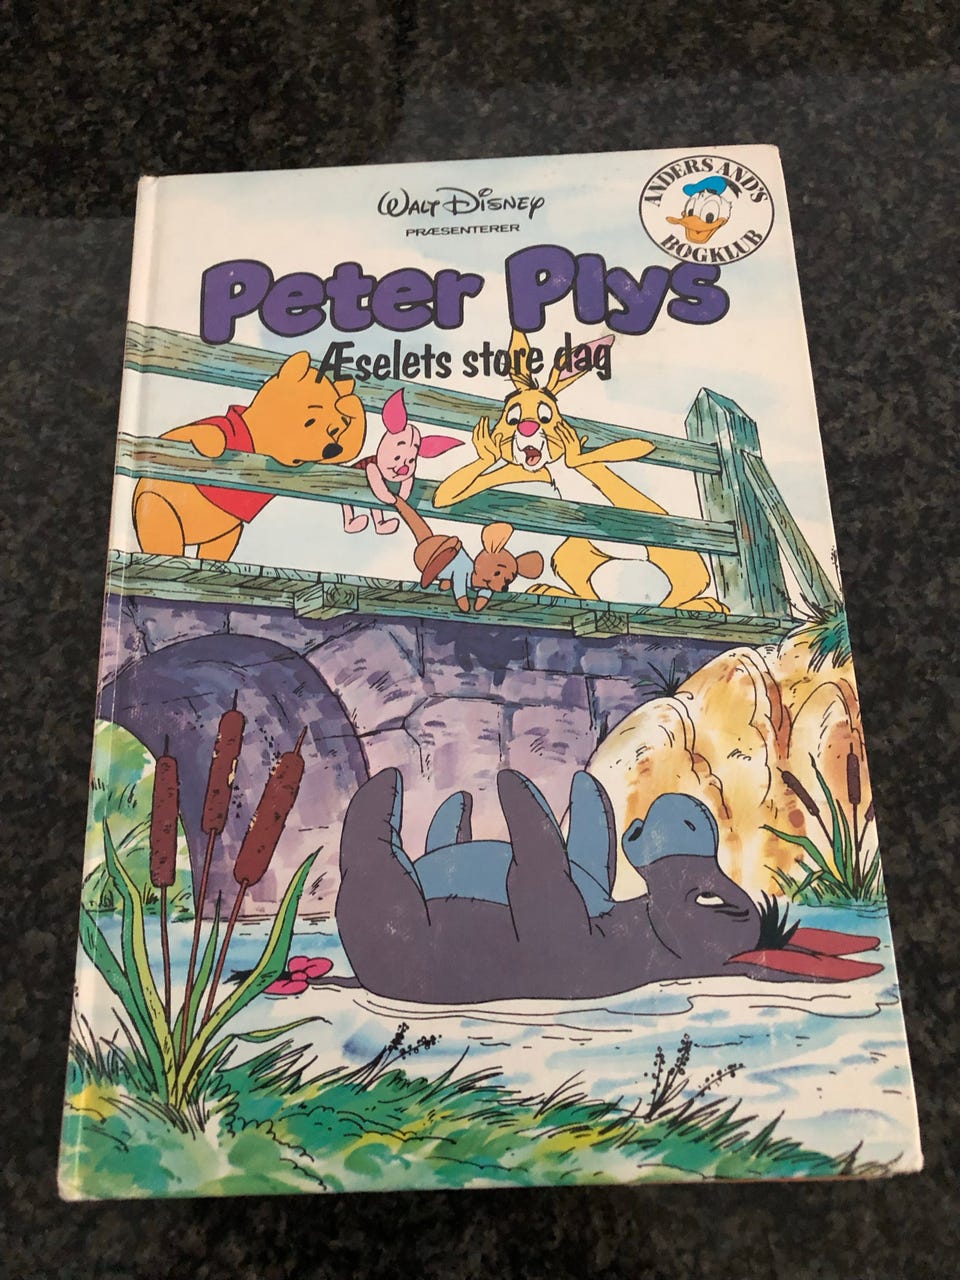 WALT DISNEY
PRÆSENTERER
ANDERS AND'S
BOGKLUB
Peter Plys
Æselets store dag